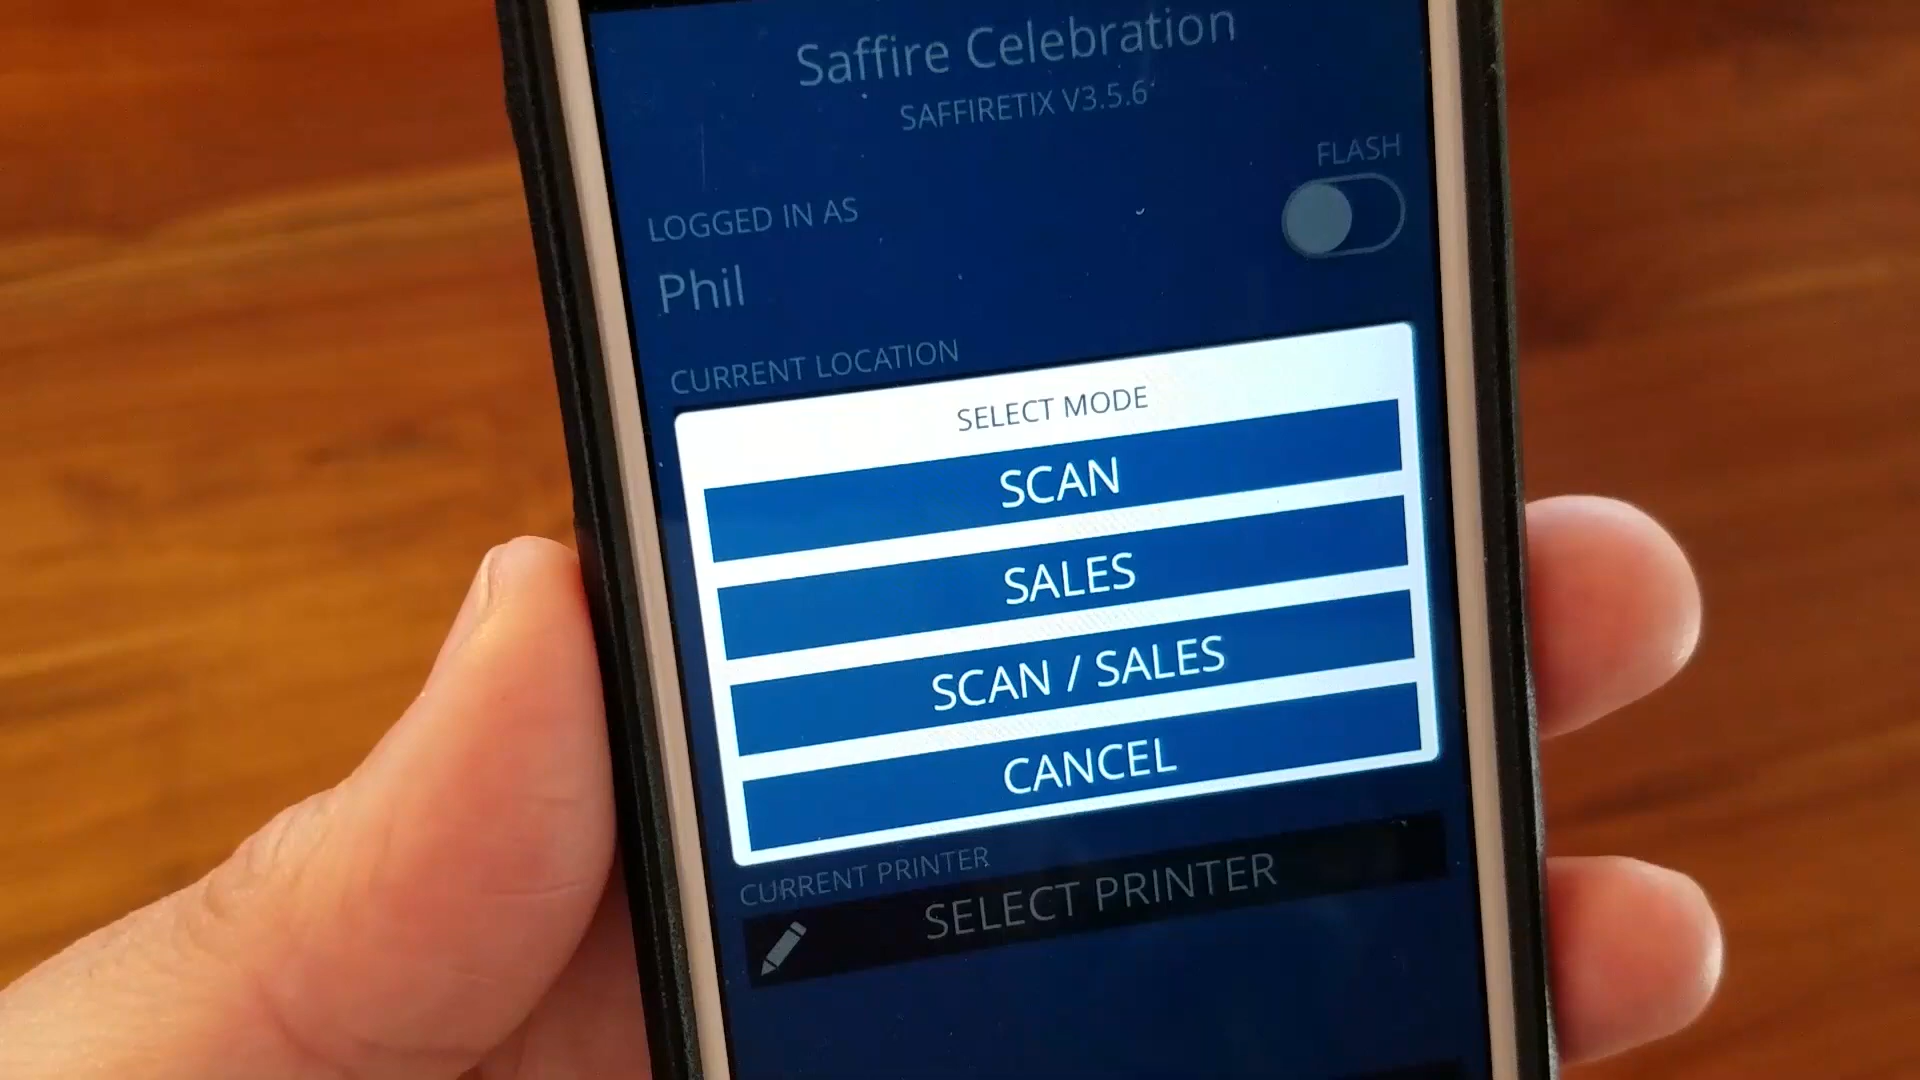 Saffire Celebration
SAFFIRETIX V3.5.6
FLASH
LOGGED IN AS
Phil
CURRENT LOCATION
SELECT MODE
SCAN
SALES
SCAN / SALES
CANCEL
CURRENT PRINTER
SELECT PRINTER